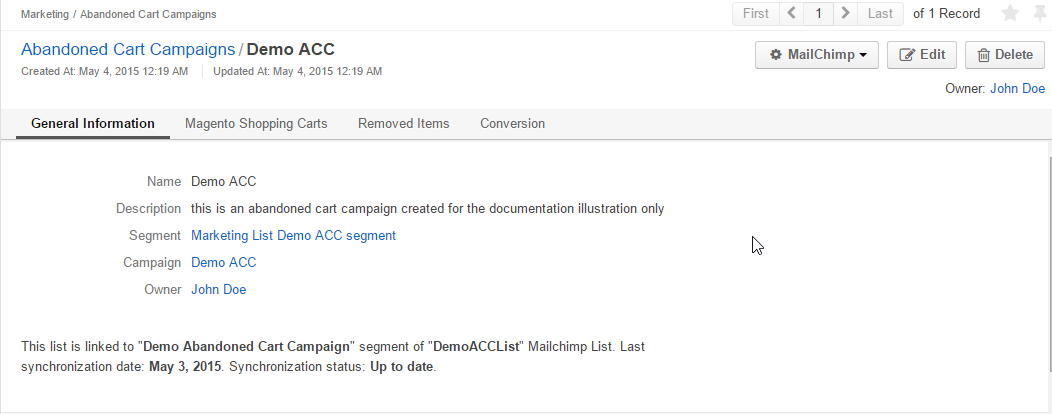 Marketing / Abandoned Cart Campaigns
First 1 Last of 1 Record
Abandoned Cart Campaigns / Demo ACC
Created At: May 4, 2015 12:19 AM Updated At: May 4, 2015 12:19 AM
MailChimp Edit Delete
Owner: John Doe
General Information Magento Shopping Carts Removed Items Conversion
Name Demo ACC
Description this is an abandoned cart campaign created for the documentation illustration only
Segment Marketing List Demo ACC segment
Campaign Demo ACC
Owner John Doe
This list is linked to "Demo Abandoned Cart Campaign" segment of "DemoACCList" Mailchimp List. Last
synchronization date: May 3, 2015. Synchronization status: Up to date.